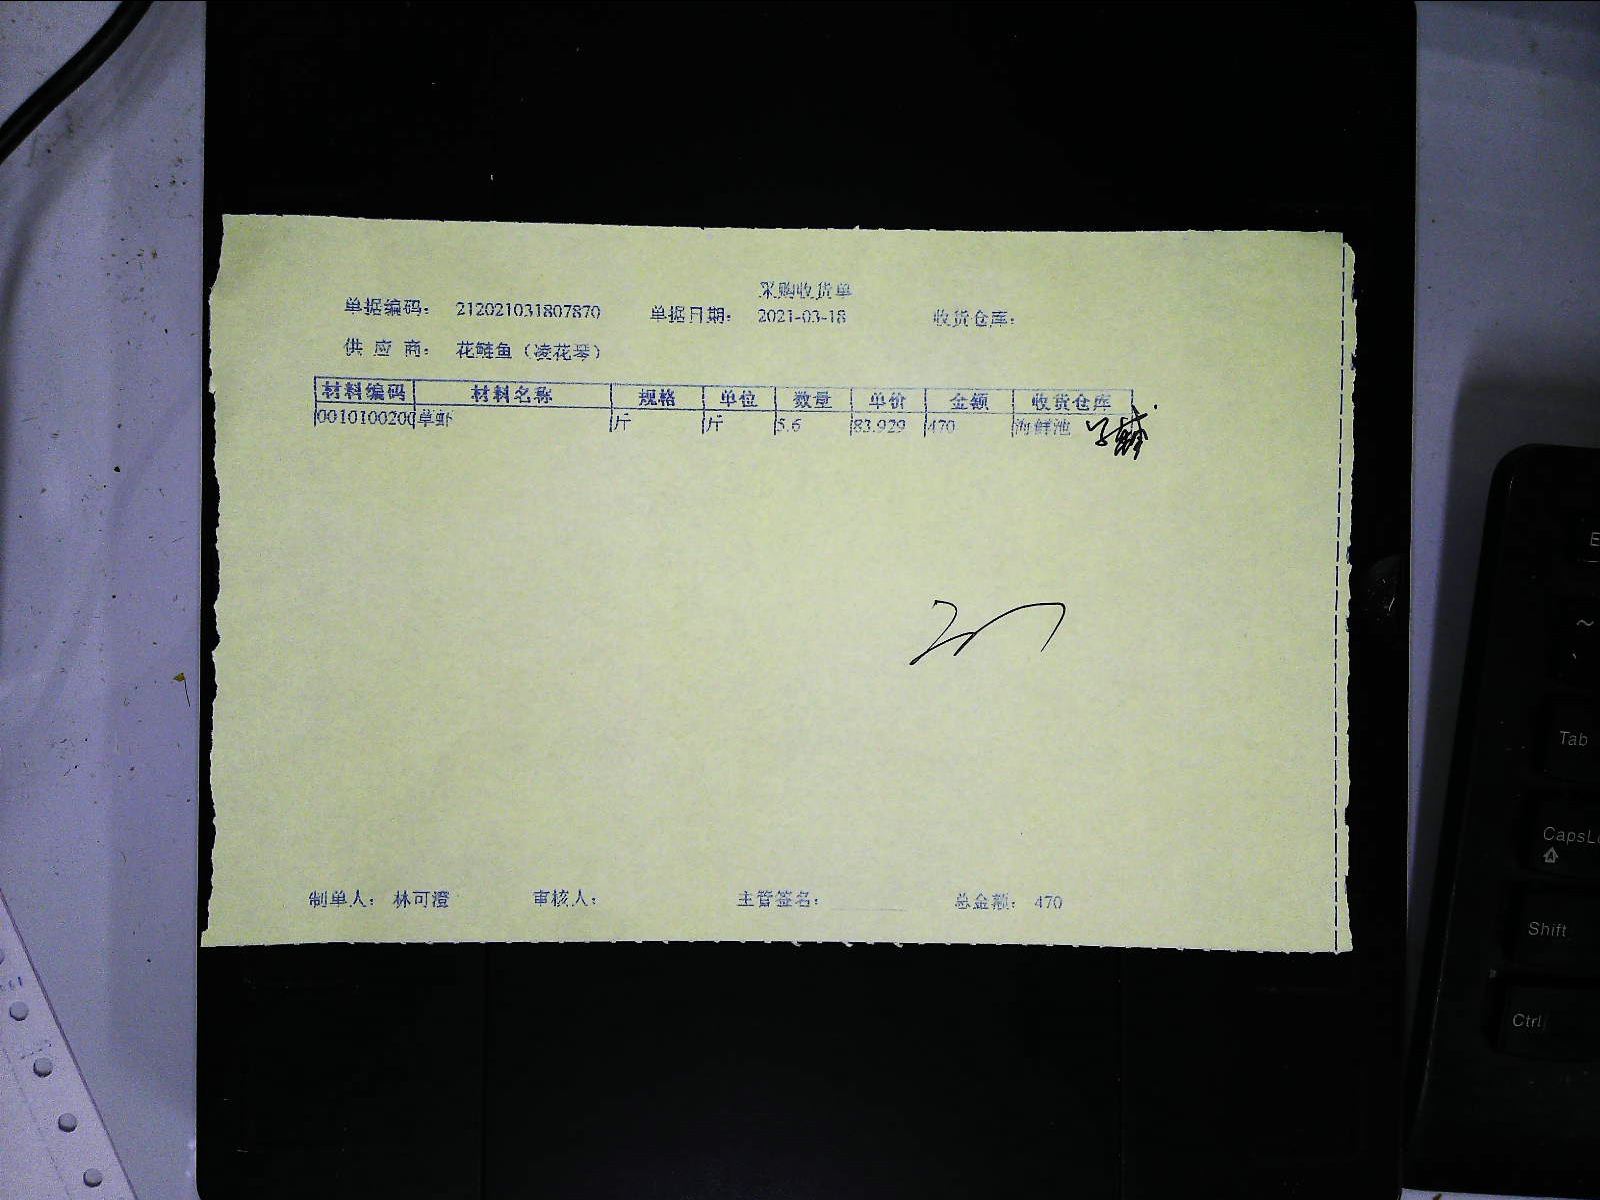 采购收货单
单据编码： 212021031807870 单据日期： 2021-03-18 收货仓库：
供 应 商： 花鲢鱼（凌花琴）
材料编码 材料名称 规格 单位 数量 单价 金额 收货仓库
0010100200 草虾 斤 斤 5.6 83.929 470 海鲜池
制单人： 林可澄 审核人： 主管签名： 总金额： 470
Tab
CapsLo
Shift
Ctrl